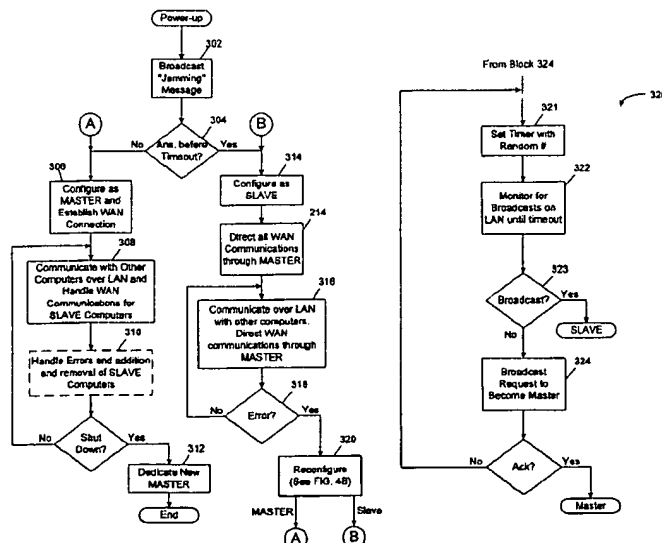 Power-up
302
Broadcast
"Jamming"
Message
A
304
B
No
Ans. before
Timeout?
Yes
306
Configure as
MASTER and
Establish WAN
Connection
314
Configure as
SLAVE
308
Communicate with Other
Computers over LAN and
Handle WAN
Communications for
SLAVE Computers
214
Direct all WAN
Communications
through MASTER
310
Handle Errors and addition
and removal of SLAVE
Computers
316
Communicate over LAN
with other computers.
Direct WAN
communications through
MASTER
No
Shut
Down?
Yes
312
Dedicate New
MASTER
End
318
No
Error?
Yes
320
Reconfigure
(See FIG. 4B)
MASTER
Slave
A
B
From Block 324
320
321
Set Timer with
Random #
322
Monitor for
Broadcasts on
LAN until timeout
323
Broadcast?
Yes
SLAVE
No
324
Broadcast
Request to
Become Master
No
Ack?
Yes
Master